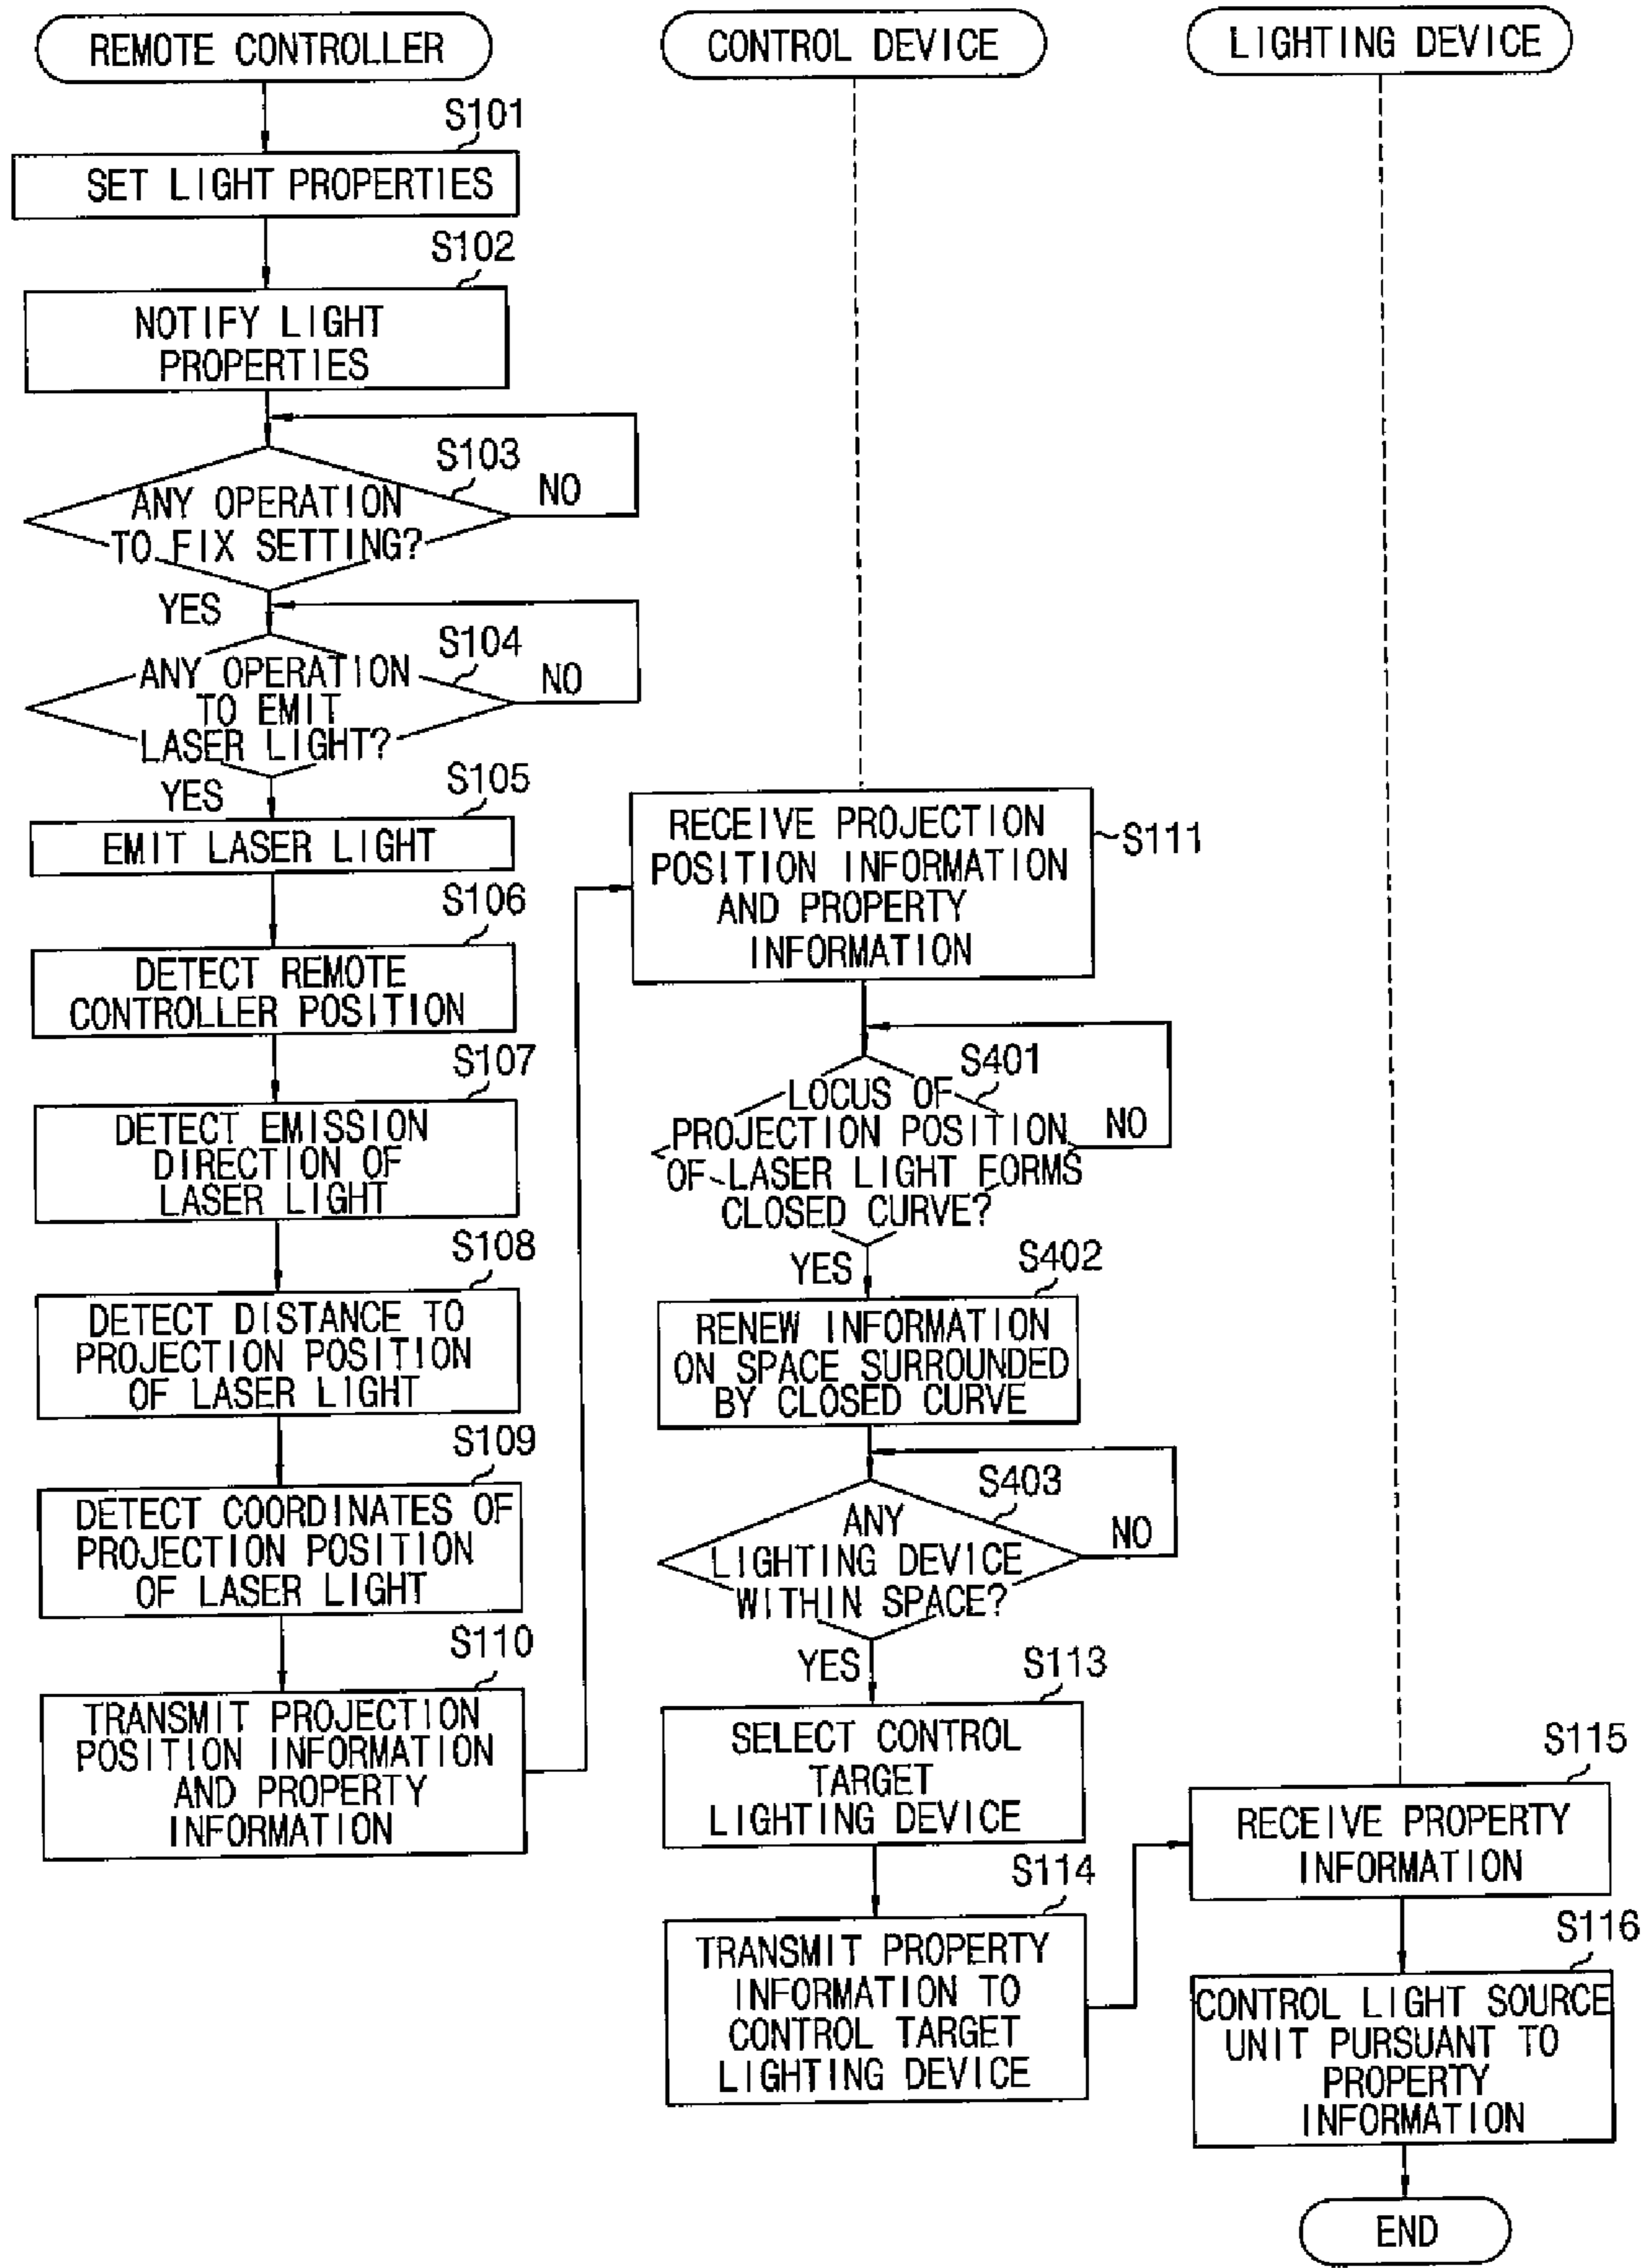 REMOTE CONTROLLER
S101
SET LIGHT PROPERTIES
S102
NOTIFY LIGHT
PROPERTIES
S103
ANY OPERATION
TO FIX SETTING?
NO
YES
S104
ANY OPERATION
TO EMIT
LASER LIGHT?
NO
YES
S105
EMIT LASER LIGHT
S106
DETECT REMOTE
CONTROLLER POSITION
S107
DETECT EMISSION
DIRECTION OF
LASER LIGHT
S108
DETECT DISTANCE TO
PROJECTION POSITION
OF LASER LIGHT
S109
DETECT COORDINATES OF
PROJECTION POSITION
OF LASER LIGHT
S110
TRANSMIT PROJECTION
POSITION INFORMATION
AND PROPERTY
INFORMATION
CONTROL DEVICE
RECEIVE PROJECTION
POSITION INFORMATION
AND PROPERTY
INFORMATION
S111
S401
LOCUS OF
PROJECTION POSITION
OF LASER LIGHT FORMS
CLOSED CURVE?
NO
YES
S402
RENEW INFORMATION
ON SPACE SURROUNDED
BY CLOSED CURVE
S403
ANY
LIGHTING DEVICE
WITHIN SPACE?
NO
YES
S113
SELECT CONTROL
TARGET
LIGHTING DEVICE
S114
TRANSMIT PROPERTY
INFORMATION TO
CONTROL TARGET
LIGHTING DEVICE
LIGHTING DEVICE
S115
RECEIVE PROPERTY
INFORMATION
S116
CONTROL LIGHT SOURCE
UNIT PURSUANT TO
PROPERTY
INFORMATION
END